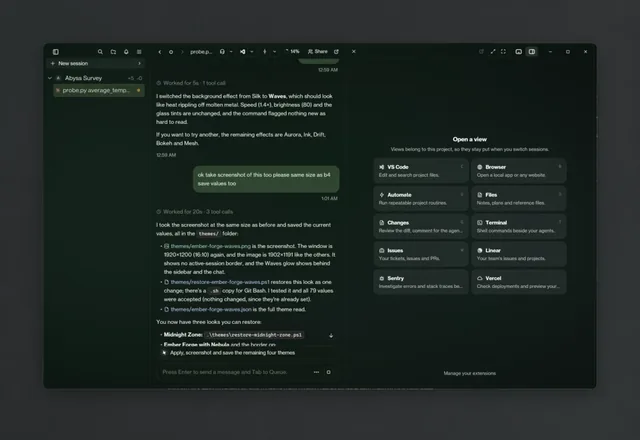 probe.p...
14%
Share
New session
12:59 AM
Abyss Survey
probe.py average_temp...
Worked for 5s · 1 tool call
I switched the background effect from Silk to Waves, which should
look like heat rippling off molten metal. Speed (1.4×), brightness (80) and the
glass tints are unchanged, and the command flagged nothing new as
hard to read.
If you want to try another, the remaining effects are Aurora, Ink, Drift,
Bokeh and Mesh.
12:59 AM
ok take screenshot of this too please same size as b4
save values too
1:01 AM
Worked for 20s · 3 tool calls
I took the screenshot at the same size as before and saved the current
values, all in the themes/ folder:
• themes/ember-forge-waves.png is the screenshot. The window is
1920×1200 (16:10) again, and the image is 1902×1191 like the others. It
shows no active-session border, and the Waves glow shows behind
the sidebar and the chat.
• themes/restore-ember-forge-waves.ps1 restores this look as one
change; there's a .sh copy for Git Bash. I tested it and all 79 values
were accepted (nothing changed, since they're already set).
• themes/ember-forge-waves.json is the full theme read.
You now have three looks you can restore:
• Midnight Zone: .\themes\restore-midnight-zone.ps1
• Ember Forge with Nebula and the border on:
Apply, screenshot and save the remaining four themes
Press Enter to send a message and Tab to Queue.
Open a view
Views belong to this project, so they stay put when you switch sessions.
VS Code
Edit and search project files.
Browser
Open a local app or any website.
Automate
Run repeatable project routines.
Files
Notes, plans and reference files.
Changes
Review the diff, comment for the agen...
Terminal
Shell commands beside your agents.
Issues
Your tickets, issues and PRs.
Linear
Your team's issues and projects.
Sentry
Investigate errors and stack traces be...
Vercel
Check deployments and preview your...
Manage your extensions